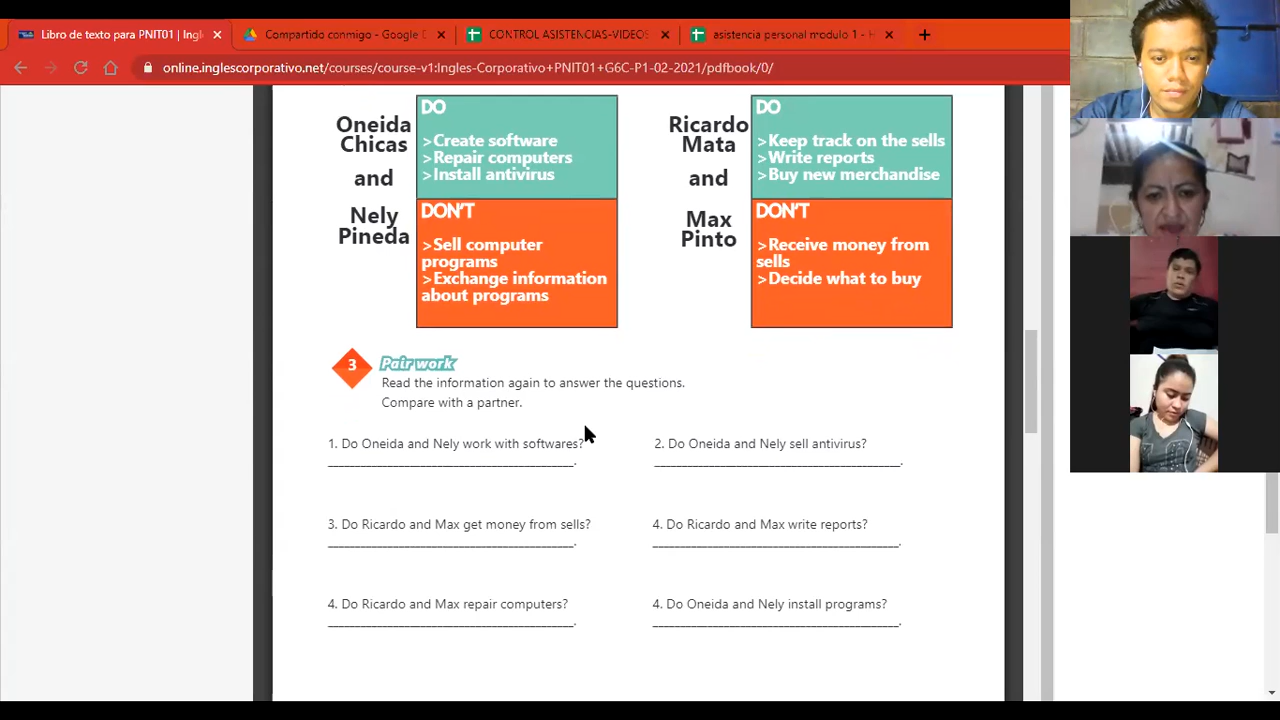 Libro de texto para PNIT01 | Ingl
Compartido conmigo - Google D
CONTROL ASISTENCIAS-VIDEOS
asistencia personal modulo 1 - H
online.inglescorporativo.net/courses/course-v1:Ingles-Corporativo+PNIT01+G6C-P1-02-2021/pdfbook/0/
Oneida
Chicas
and
Nely
Pineda
DO
>Create software
>Repair computers
>Install antivirus
DON'T
>Sell computer
programs
>Exchange information
about programs
Ricardo
Mata
and
Max
Pinto
DO
>Keep track on the sells
>Write reports
>Buy new merchandise
DON'T
>Receive money from
sells
>Decide what to buy
3
Pair work
Read the information again to answer the questions.
Compare with a partner.
1. Do Oneida and Nely work with softwares?
2. Do Oneida and Nely sell antivirus?
3. Do Ricardo and Max get money from sells?
4. Do Ricardo and Max write reports?
4. Do Ricardo and Max repair computers?
4. Do Oneida and Nely install programs?